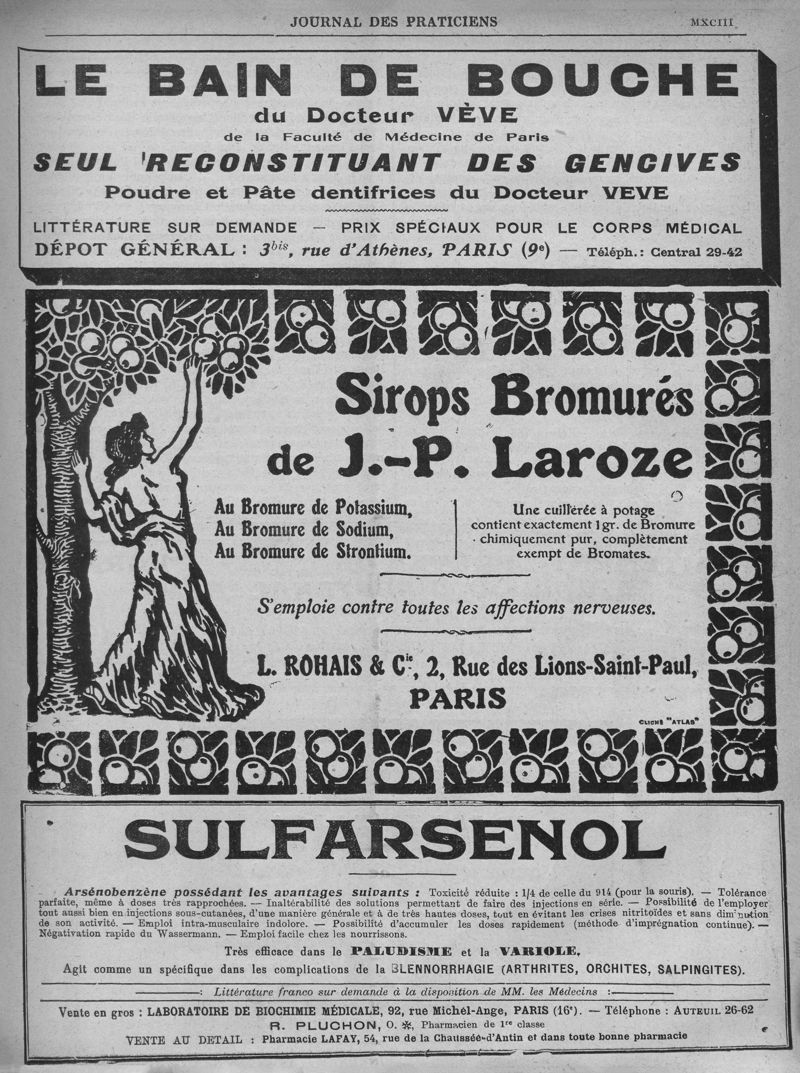 JOURNAL DES PRATICIENS MXCIII
LE BAIN DE BOUCHE
du Docteur VÈVE
de la Faculté de Médecine de Paris
SEUL RECONSTITUANT DES GENCIVES
Poudre et Pâte dentifrices du Docteur VEVE
LITTÉRATURE SUR DEMANDE — PRIX SPÉCIAUX POUR LE CORPS MÉDICAL
DÉPOT GÉNÉRAL : 3bis, rue d'Athènes, PARIS (9e) — Téléph.: Central 29-42
Sirops Bromurés
de J.-P. Laroze
Au Bromure de Potassium,
Au Bromure de Sodium,
Au Bromure de Strontium.
Une cuillérée à potage
contient exactement 1 gr. de Bromure
chimiquement pur, complètement
exempt de Bromates.
S'emploie contre toutes les affections nerveuses.
L. ROHAIS & Cie, 2, Rue des Lions-Saint-Paul,
PARIS
CLICHÉ "ATLAS"
SULFARSENOL
Arsénobenzène possédant les avantages suivants : Toxicité réduite : 1/4 de celle du 914 (pour la souris). — Tolérance
parfaite, même à doses très rapprochées. — Inaltérabilité des solutions permettant de faire des injections en série. — Possibilité de l'employer
tout aussi bien en injections sous-cutanées, d'une manière générale et à de très hautes doses, tout en évitant les crises nitritoïdes et sans diminution
de son activité. — Emploi intra-musculaire indolore. — Possibilité d'accumuler les doses rapidement (méthode d'imprégnation continue). —
Négativation rapide du Wassermann. — Emploi facile chez les nourrissons.
Très efficace dans le PALUDISME et la VARIOLE.
Agit comme un spécifique dans les complications de la BLENNORRHAGIE (ARTHRITES, ORCHITES, SALPINGITES).
: Littérature franco sur demande à la disposition de MM. les Médecins :
Vente en gros : LABORATOIRE DE BIOCHIMIE MÉDICALE, 92, rue Michel-Ange, PARIS (16e). — Téléphone : AUTEUIL 26-62
R. PLUCHON, O. ✻, Pharmacien de 1re classe
VENTE AU DETAIL : Pharmacie LAFAY, 54, rue de la Chaussée-d'Antin et dans toute bonne pharmacie